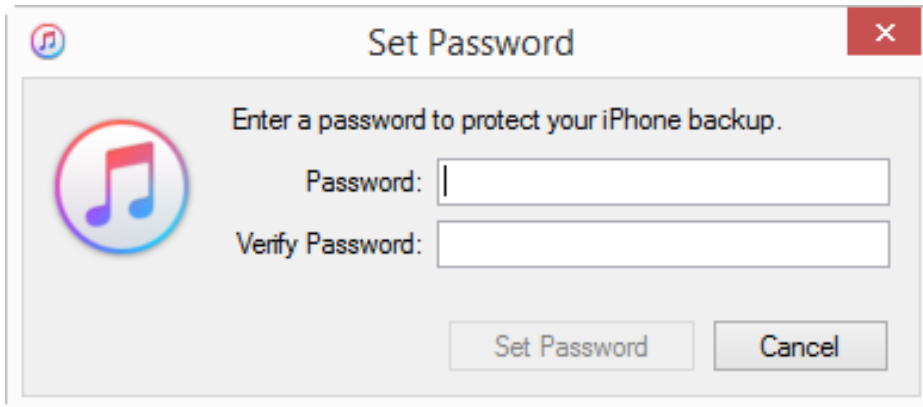 Set Password
Enter a password to protect your iPhone backup.
Password:
Verify Password:
Set Password Cancel